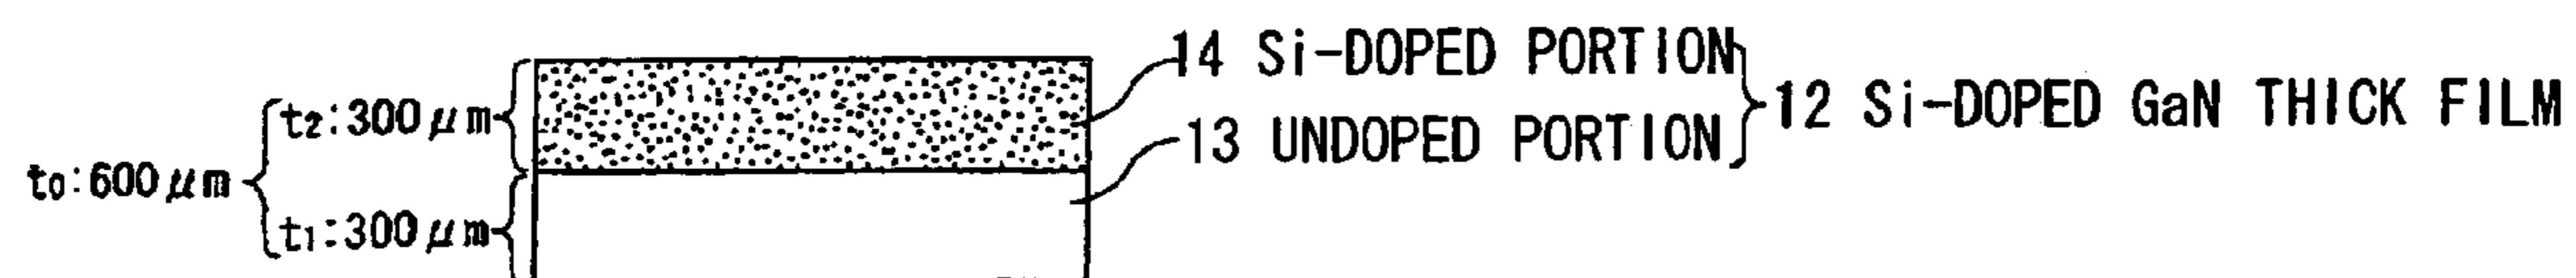 14 Si-DOPED PORTION
12 Si-DOPED GaN THICK FILM
t2:300μm
13 UNDOPED PORTION
t0:600μm
t1:300μm